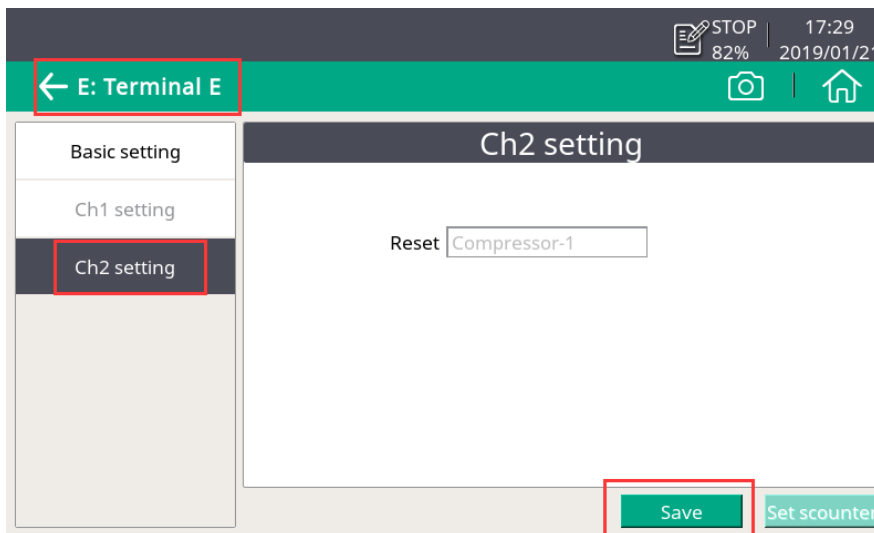 STOP 17:29
82% 2019/01/21
E: Terminal E
Basic setting
Ch1 setting
Ch2 setting
Ch2 setting
Reset Compressor-1
Save Set scounter